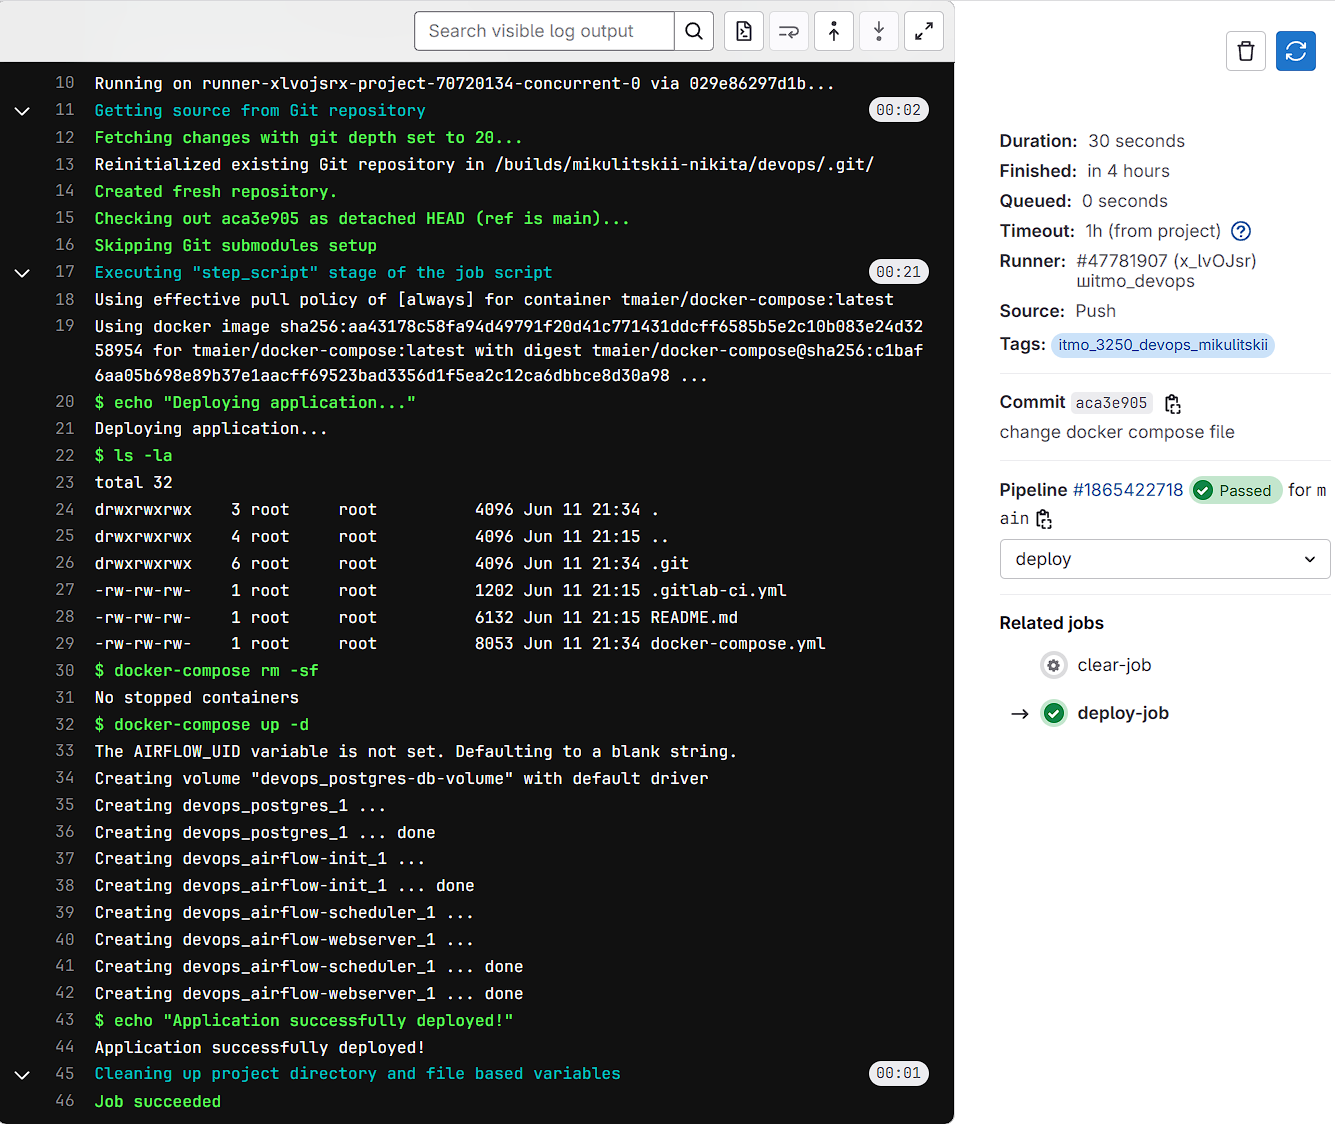 Search visible log output
10 Running on runner-xlvojsrx-project-70720134-concurrent-0 via 029e86297d1b...
11 Getting source from Git repository 00:02
12 Fetching changes with git depth set to 20...
13 Reinitialized existing Git repository in /builds/mikulitskii-nikita/devops/.git/
14 Created fresh repository.
15 Checking out aca3e905 as detached HEAD (ref is main)...
16 Skipping Git submodules setup
17 Executing "step_script" stage of the job script 00:21
18 Using effective pull policy of [always] for container tmaier/docker-compose:latest
19 Using docker image sha256:aa43178c58fa94d49791f20d41c771431ddcff6585b5e2c10b083e24d32
58954 for tmaier/docker-compose:latest with digest tmaier/docker-compose@sha256:c1baf
6aa05b698e89b37e1aacff69523bad3356d1f5ea2c12ca6dbbce8d30a98 ...
20 $ echo "Deploying application..."
21 Deploying application...
22 $ ls -la
23 total 32
24 drwxrwxrwx 3 root root 4096 Jun 11 21:34 .
25 drwxrwxrwx 4 root root 4096 Jun 11 21:15 ..
26 drwxrwxrwx 6 root root 4096 Jun 11 21:34 .git
27 -rw-rw-rw- 1 root root 1202 Jun 11 21:15 .gitlab-ci.yml
28 -rw-rw-rw- 1 root root 6132 Jun 11 21:15 README.md
29 -rw-rw-rw- 1 root root 8053 Jun 11 21:34 docker-compose.yml
30 $ docker-compose rm -sf
31 No stopped containers
32 $ docker-compose up -d
33 The AIRFLOW_UID variable is not set. Defaulting to a blank string.
34 Creating volume "devops_postgres-db-volume" with default driver
35 Creating devops_postgres_1 ...
36 Creating devops_postgres_1 ... done
37 Creating devops_airflow-init_1 ...
38 Creating devops_airflow-init_1 ... done
39 Creating devops_airflow-scheduler_1 ...
40 Creating devops_airflow-webserver_1 ...
41 Creating devops_airflow-scheduler_1 ... done
42 Creating devops_airflow-webserver_1 ... done
43 $ echo "Application successfully deployed!"
44 Application successfully deployed!
45 Cleaning up project directory and file based variables 00:01
46 Job succeeded
Duration: 30 seconds
Finished: in 4 hours
Queued: 0 seconds
Timeout: 1h (from project)
Runner: #47781907 (x_lvOJsr)
шitmo_devops
Source: Push
Tags: itmo_3250_devops_mikulitskii
Commit aca3e905
change docker compose file
Pipeline #1865422718 Passed for m
ain
deploy
Related jobs
clear-job
→ deploy-job